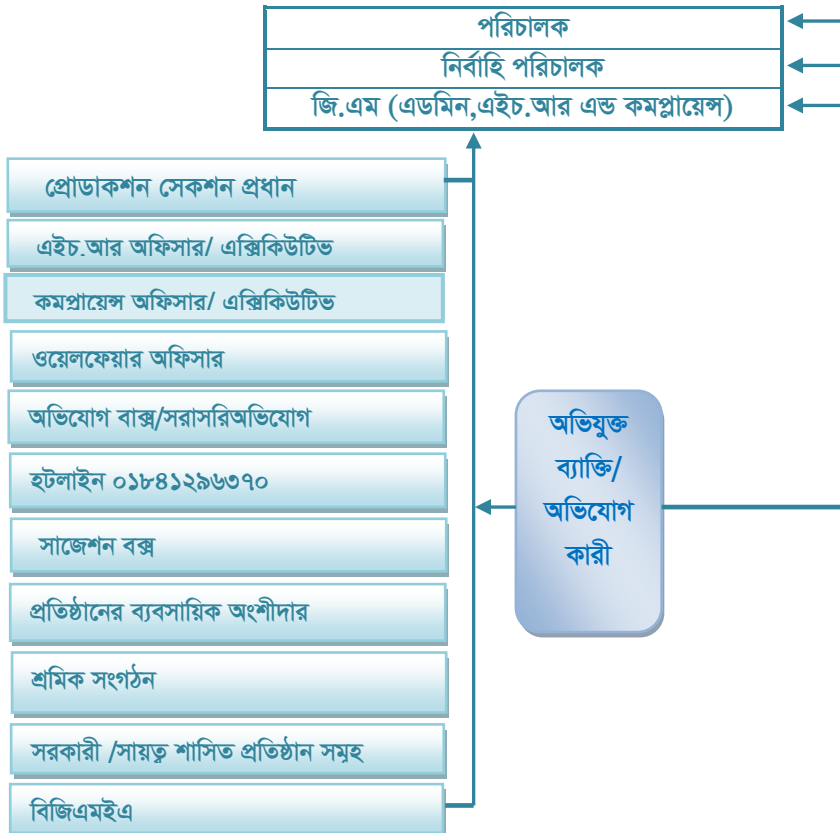 পরিচালক
নির্বাহি পরিচালক
জি.এম (এডমিন,এইচ.আর এন্ড কমপ্লায়েন্স)
প্রোডাকশন সেকশন প্রধান
এইচ.আর অফিসার/ এক্সিকিউটিভ
কমপ্লায়েন্স অফিসার/ এক্সিকিউটিভ
ওয়েলফেয়ার অফিসার
অভিযোগ বাক্স/সরাসরিঅভিযোগ
হটলাইন ০১৮৪১২৯৬৩৭০
সাজেশন বক্স
প্রতিষ্ঠানের ব্যবসায়িক অংশীদার
শ্রমিক সংগঠন
সরকারী /সায়ত্ব শাসিত প্রতিষ্ঠান সমূহ
বিজিএমইএ
অভিযুক্ত
ব্যাক্তি/
অভিযোগ
কারী